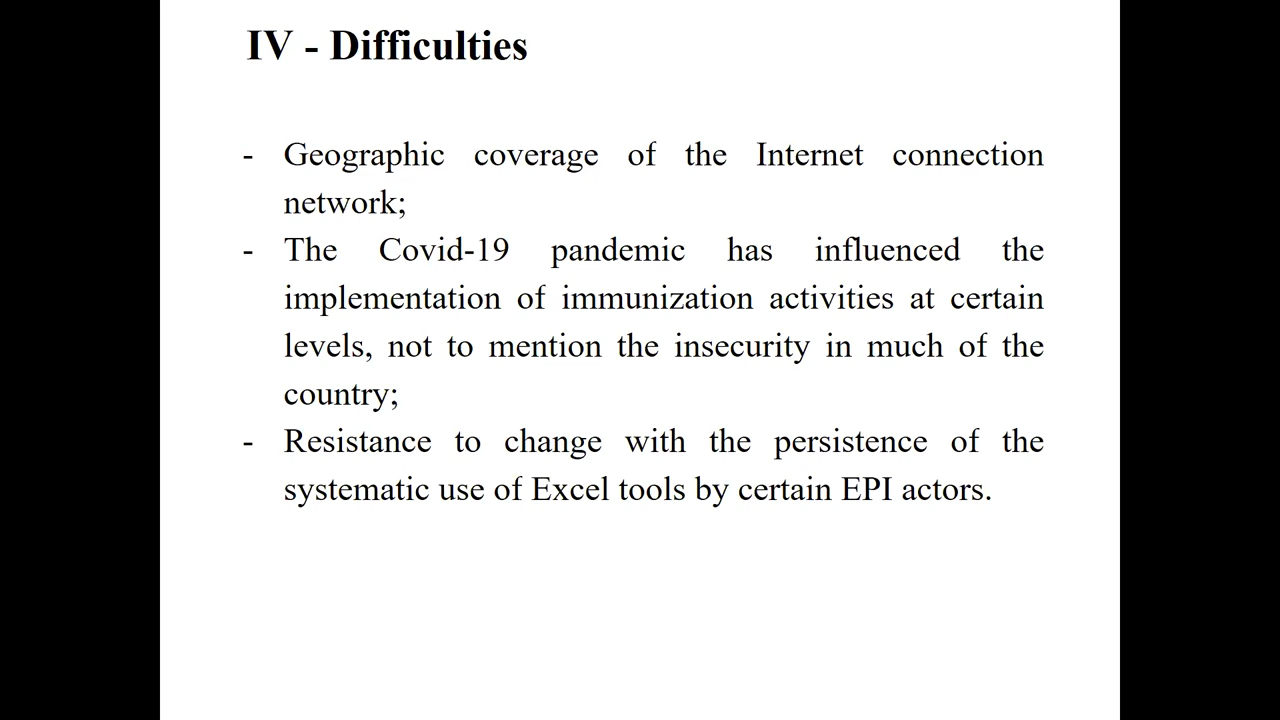 IV - Difficulties
- Geographic coverage of the Internet connection
network;
- The Covid-19 pandemic has influenced the
implementation of immunization activities at certain
levels, not to mention the insecurity in much of the
country;
- Resistance to change with the persistence of the
systematic use of Excel tools by certain EPI actors.